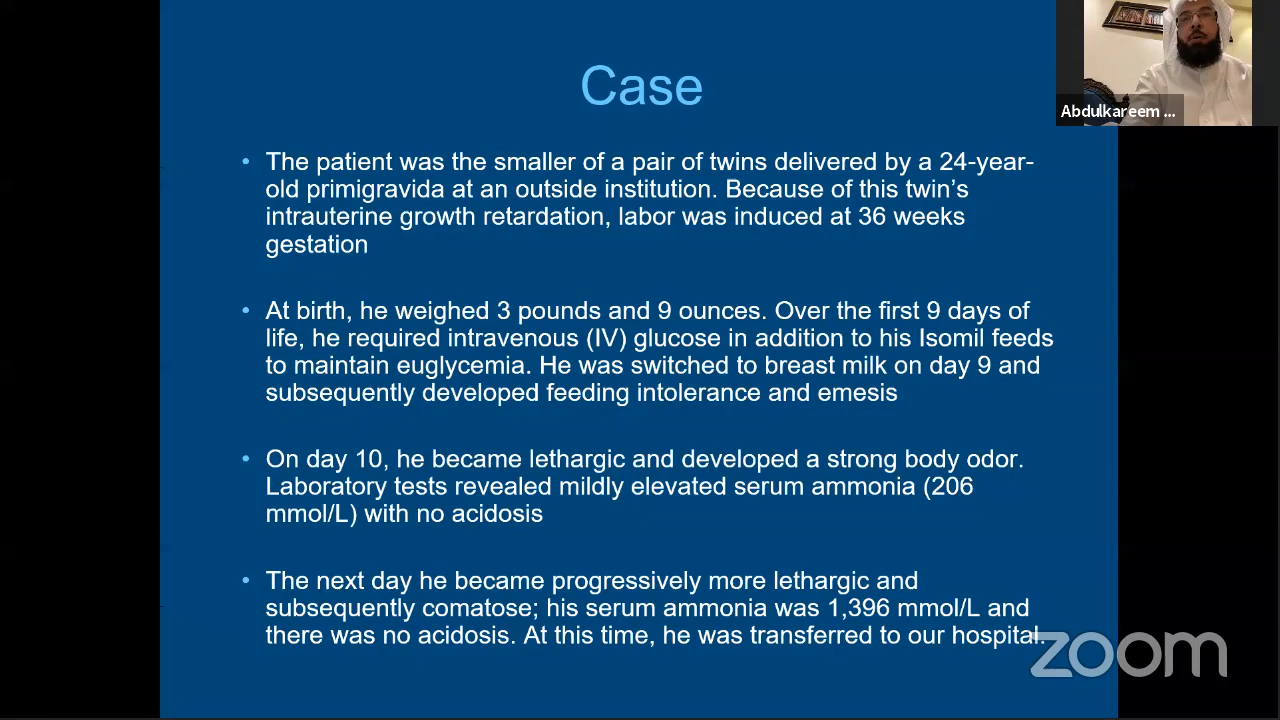 Case
Abdulkareem ...
• The patient was the smaller of a pair of twins delivered by a 24-year-
old primigravida at an outside institution. Because of this twin’s
intrauterine growth retardation, labor was induced at 36 weeks
gestation
• At birth, he weighed 3 pounds and 9 ounces. Over the first 9 days of
life, he required intravenous (IV) glucose in addition to his Isomil feeds
to maintain euglycemia. He was switched to breast milk on day 9 and
subsequently developed feeding intolerance and emesis
• On day 10, he became lethargic and developed a strong body odor.
Laboratory tests revealed mildly elevated serum ammonia (206
mmol/L) with no acidosis
• The next day he became progressively more lethargic and
subsequently comatose; his serum ammonia was 1,396 mmol/L and
there was no acidosis. At this time, he was transferred to our hospital.
zoom